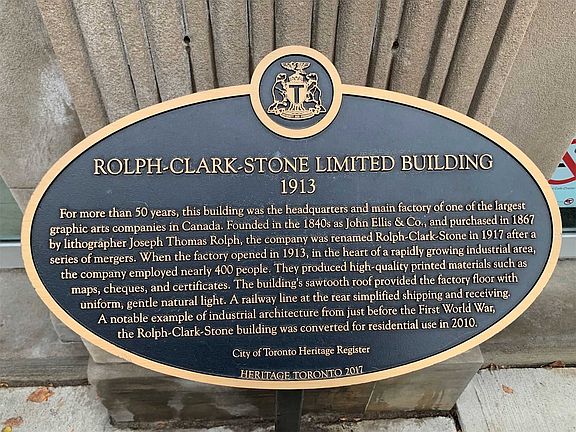 T
ROLPH-CLARK-STONE LIMITED BUILDING
1913
For more than 50 years, this building was the headquarters and main factory of one of the largest
graphic arts companies in Canada. Founded in the 1840s as John Ellis & Co., and purchased in 1867
by lithographer Joseph Thomas Rolph, the company was renamed Rolph-Clark-Stone in 1917 after a
series of mergers. When the factory opened in 1913, in the heart of a rapidly growing industrial area,
the company employed nearly 400 people. They produced high-quality printed materials such as
maps, cheques, and certificates. The building's sawtooth roof provided the factory floor with
uniform, gentle natural light. A railway line at the rear simplified shipping and receiving.
A notable example of industrial architecture from just before the First World War,
the Rolph-Clark-Stone building was converted for residential use in 2010.
City of Toronto Heritage Register
HERITAGE TORONTO 2017